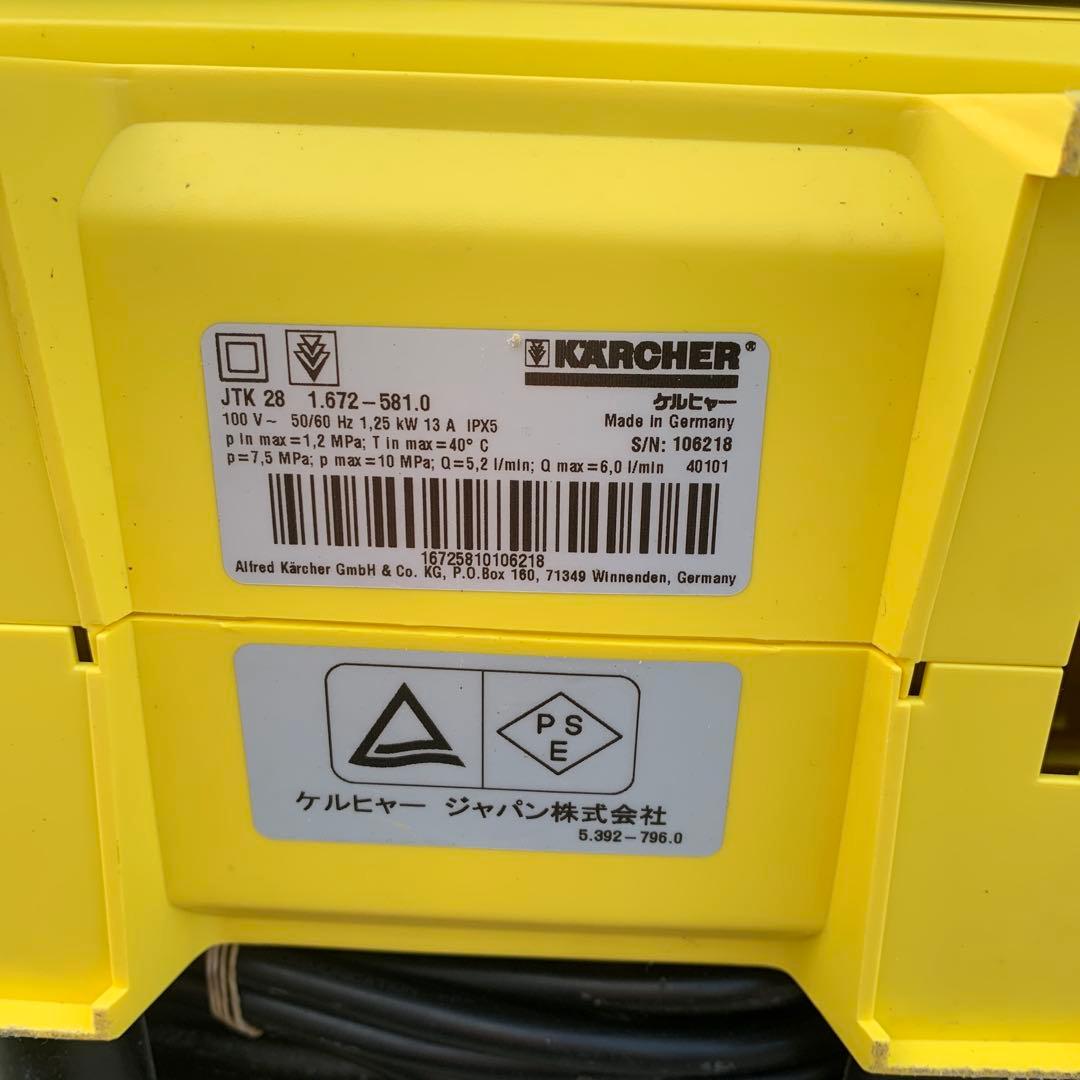 KÄRCHER®
ケルヒャー
JTK 28 1.672-581.0
100 V~ 50/60 Hz 1,25 kW 13 A IPX5
Made in Germany
p in max=1,2 MPa; T in max=40° C
S/N: 106218
p=7,5 MPa; p max=10 MPa; Q=5,2 l/min; Q max=6,0 l/min 40101
16725810106218
Alfred Kärcher GmbH & Co. KG, P.O.Box 160, 71349 Winnenden, Germany
PS
E
ケルヒャー ジャパン株式会社
5.392-796.0